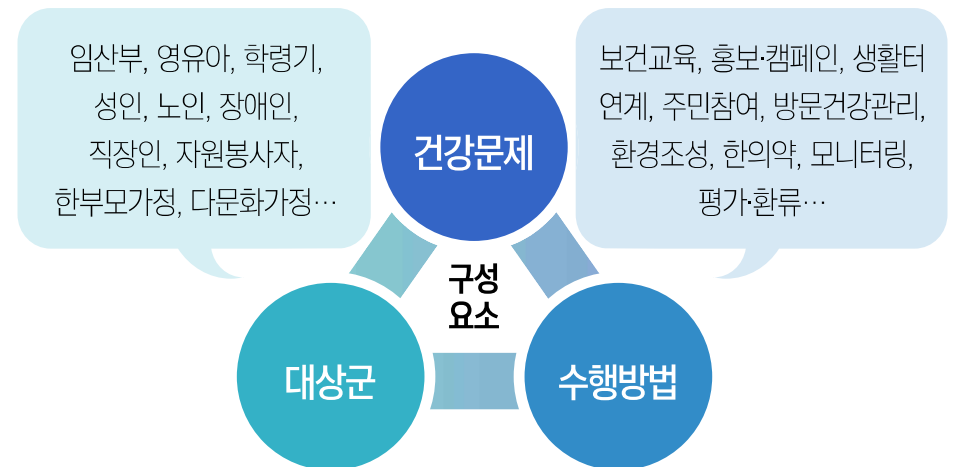 임산부, 영유아, 학령기,
성인, 노인, 장애인,
직장인, 자원봉사자,
한부모가정, 다문화가정…
보건교육, 홍보·캠페인, 생활터
연계, 주민참여, 방문건강관리,
환경조성, 한의약, 모니터링,
평가·환류…
건강문제
구성
요소
대상군
수행방법